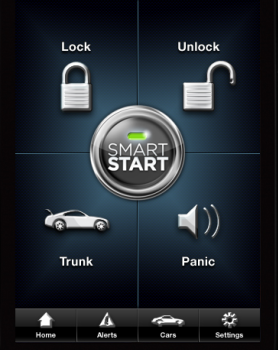 Lock
Unlock
SMART
START
Trunk
Panic
Home
Alerts
Cars
Settings